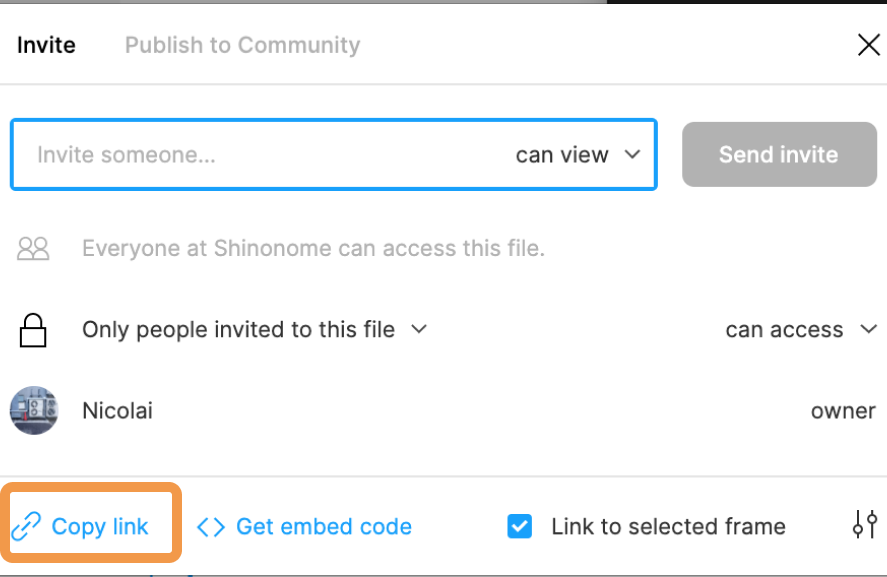 Invite Publish to Community
Invite someone... can view Send invite
Everyone at Shinonome can access this file.
Only people invited to this file can access
Nicolai owner
Copy link Get embed code Link to selected frame